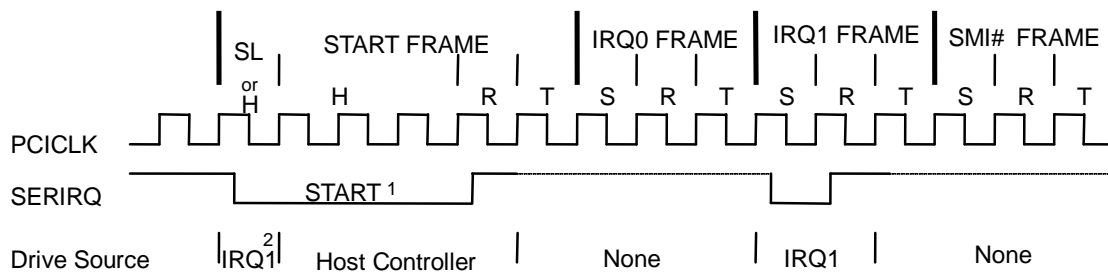 SL START FRAME IRQ0 FRAME IRQ1 FRAME SMI# FRAME
or
H H R T S R T S R T S R T
PCICLK
SERIRQ START 1
Drive Source IRQ1 2 Host Controller None IRQ1 None